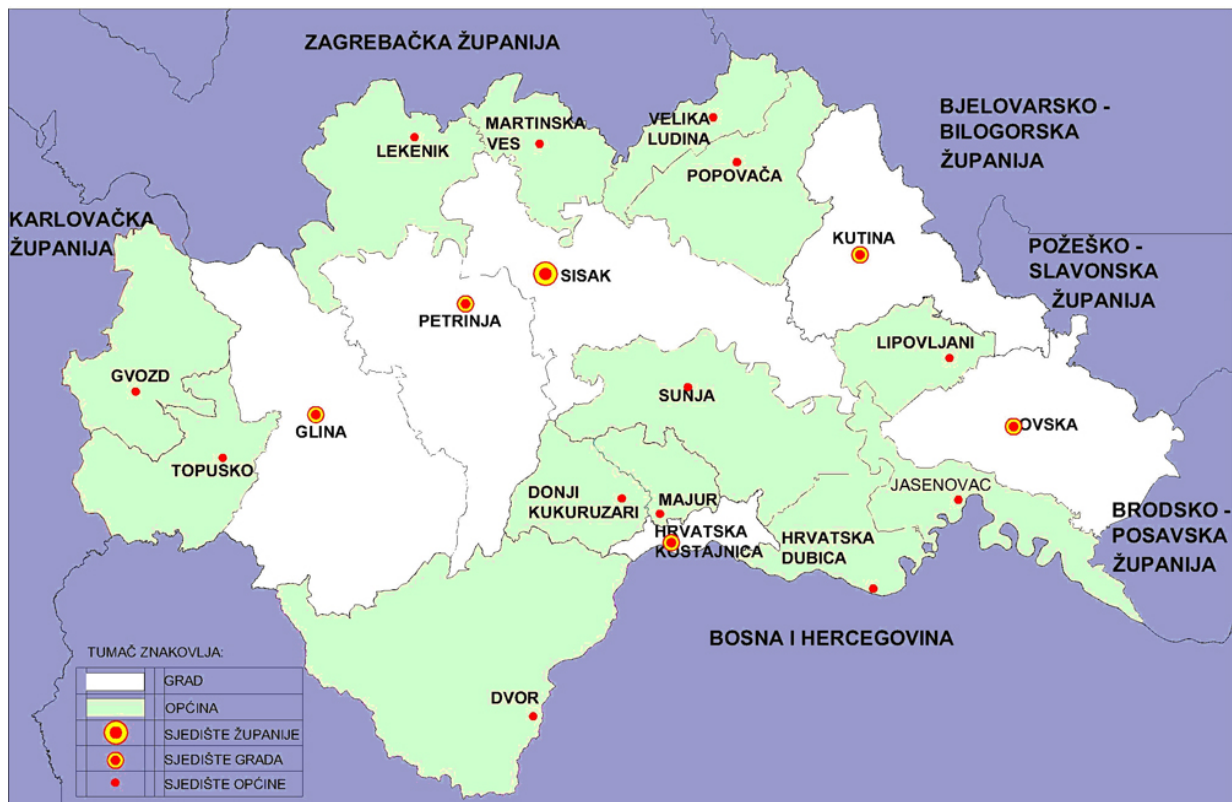 ZAGREBAČKA ŽUPANIJA
BJELOVARSKO -
BILOGORSKA
ŽUPANIJA
MARTINSKA
VES
VELIKA
LUDINA
LEKENIK
POPOVAČA
KARLOVAČKA
ŽUPANIJA
KUTINA
POŽEŠKO -
SLAVONSKA
ŽUPANIJA
SISAK
PETRINJA
LIPOVLJANI
GVOZD
SUNJA
GLINA
OVSKA
TOPUSKO
JASENOVAC
DONJI
KUKURUZARI
MAJUR
HRVATSKA
KOSTAJNICA
HRVATSKA
DUBICA
BRODSKO -
POSAVSKA
ŽUPANIJA
BOSNA I HERCEGOVINA
DVOR
TUMAČ ZNAKOVLJA:
GRAD
OPĆINA
SJEDIŠTE ŽUPANIJE
SJEDIŠTE GRADA
SJEDIŠTE OPĆINE